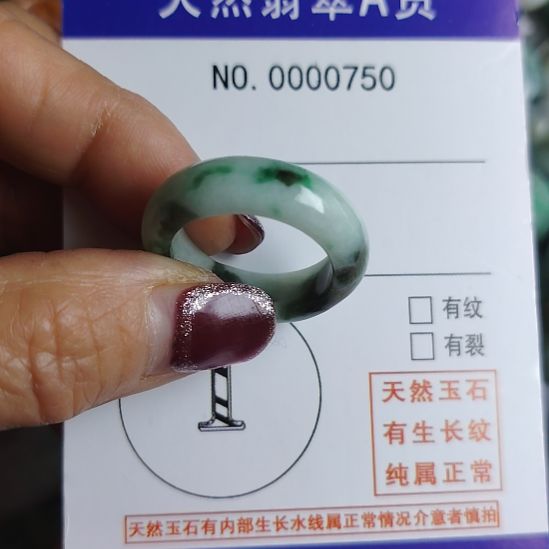 天然翡翠A货
NO. 0000750
有纹
有裂
天然玉石
有生长纹
纯属正常
天然玉石有内部生长水线属正常情况介意者慎拍